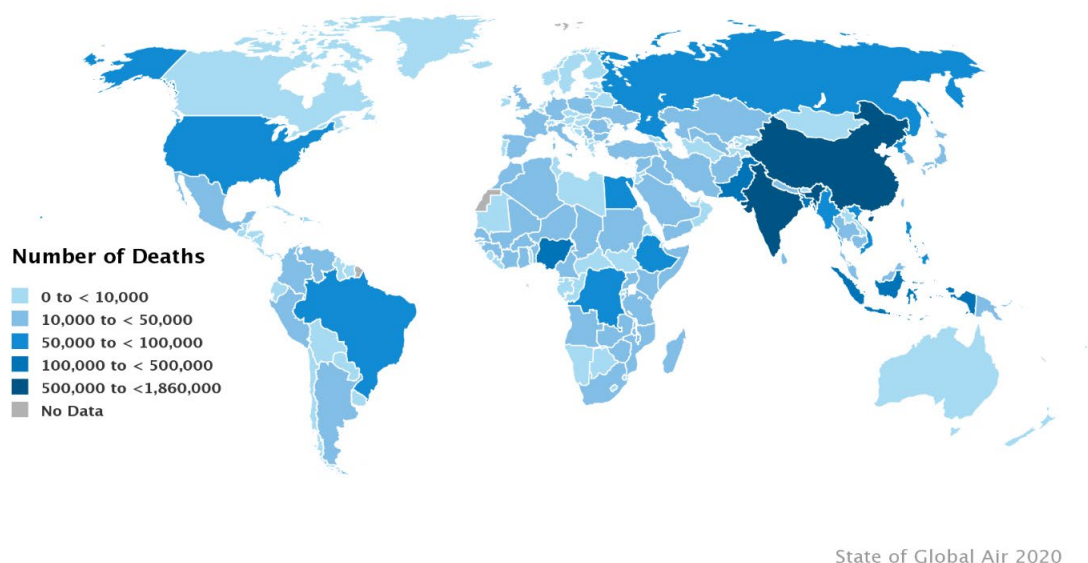 Number of Deaths
0 to < 10,000
10,000 to < 50,000
50,000 to < 100,000
100,000 to < 500,000
500,000 to <1,860,000
No Data
State of Global Air 2020